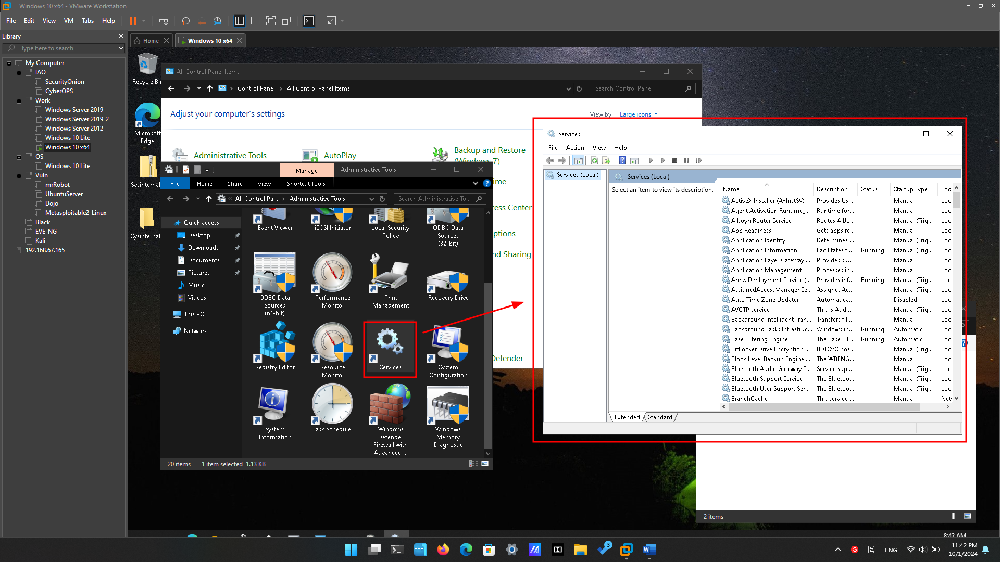 Windows 10 x64 - VMware Workstation
File Edit View VM Tabs Help
Library
Type here to search
My Computer
IAO
SecurityOnion
CyberOPS
Work
Windows Server 2019
Windows Server 2019_2
Windows Server 2012
Windows 10 Lite
Windows 10 x64
OS
Windows 10 Lite
Vuln
mrRobot
UbuntuServer
Dojo
Metasploitable2-Linux
Black
EVE-NG
Kali
192.168.67.165
Home
Windows 10 x64
Recycle Bin
Microsoft
Edge
Sysinternal
Sysinternal
All Control Panel Items
Control Panel > All Control Panel Items
Search Control Panel
Adjust your computer's settings
View by: Large icons
Administrative Tools
AutoPlay
Backup and Restore
(Windows 7)
ime
cess Center
ptions
nd Sharing
Defender
Manage
Administrative Tools
File Home Share View Shortcut Tools
All Control Pa... > Administrative Tools
Search Administrative To...
Quick access
Desktop
Downloads
Documents
Pictures
Music
Videos
This PC
Network
Event Viewer
iSCSI Initiator
Local Security
Policy
ODBC Data
Sources
(32-bit)
ODBC Data
Sources
(64-bit)
Performance
Monitor
Print
Management
Recovery Drive
Registry Editor
Resource
Monitor
Services
System
Configuration
System
Information
Task Scheduler
Windows
Defender
Firewall with
Advanced ...
Windows
Memory
Diagnostic
20 items
1 item selected 1.13 KB
Services
File Action View Help
Services (Local)
Services (Local)
Select an item to view its description.
Name Description Status Startup Type Log
ActiveX Installer (AxInstSV) Provides Us... Manual Loc
Agent Activation Runtime_... Runtime for... Manual Loc
AllJoyn Router Service Routes AllJo... Manual (Trig... Loc
App Readiness Gets apps re... Manual Loc
Application Identity Determines ... Manual (Trig... Loc
Application Information Facilitates t... Running Manual (Trig... Loc
Application Layer Gateway ... Provides su... Manual Loc
Application Management Processes in... Manual Loc
AppX Deployment Service (... Provides inf... Running Manual (Trig... Loc
AssignedAccessManager Se... AssignedAc... Manual (Trig... Loc
Auto Time Zone Updater Automatica... Disabled Loc
AVCTP service This is Audi... Manual (Trig... Loc
Background Intelligent Tran... Transfers fil... Manual Loc
Background Tasks Infrastruc... Windows in... Running Automatic Loc
Base Filtering Engine The Base Fil... Running Automatic Loc
BitLocker Drive Encryption ... BDESVC hos... Manual (Trig... Loc
Block Level Backup Engine ... The WBENG... Manual Loc
Bluetooth Audio Gateway S... Service sup... Manual (Trig... Loc
Bluetooth Support Service The Bluetoo... Manual (Trig... Loc
Bluetooth User Support Ser... The Bluetoo... Manual (Trig... Loc
BranchCache This service ... Manual Net
Extended Standard
2 items
8:42 AM
one
3
ENG
11:42 PM
10/1/2024